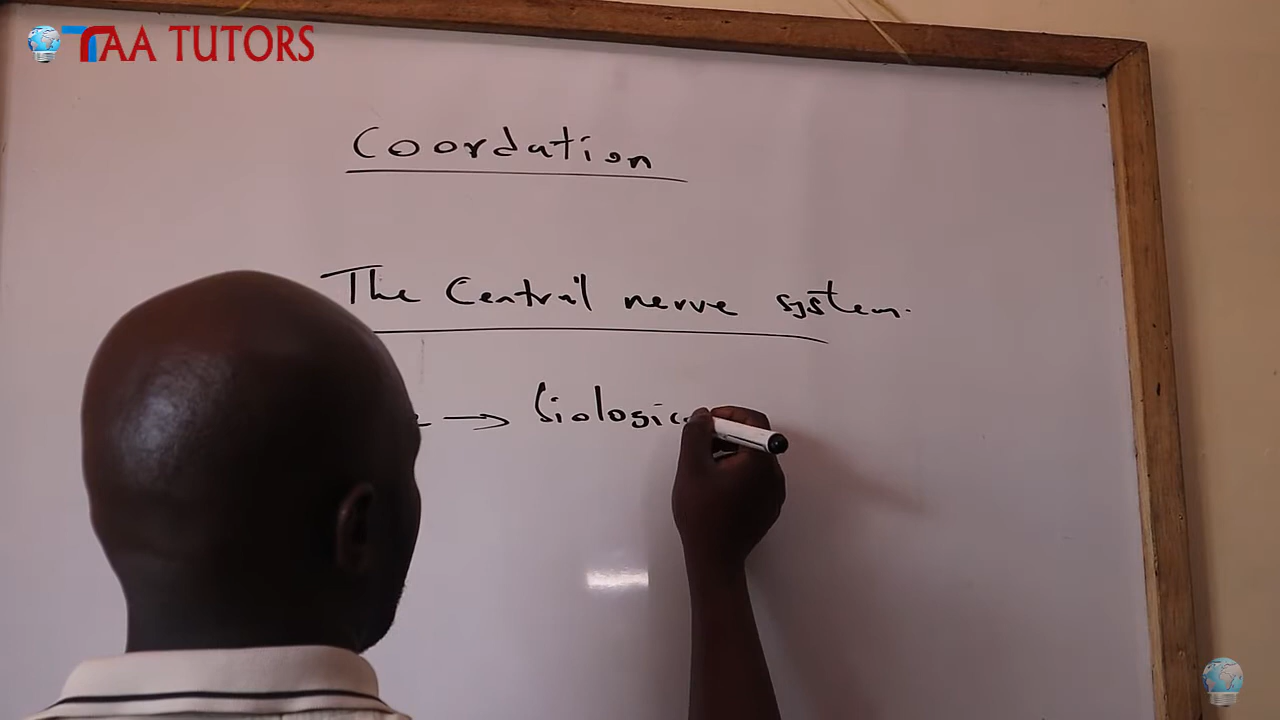 TAA TUTORS
Coordation
The Central nerve system.
→ biologic